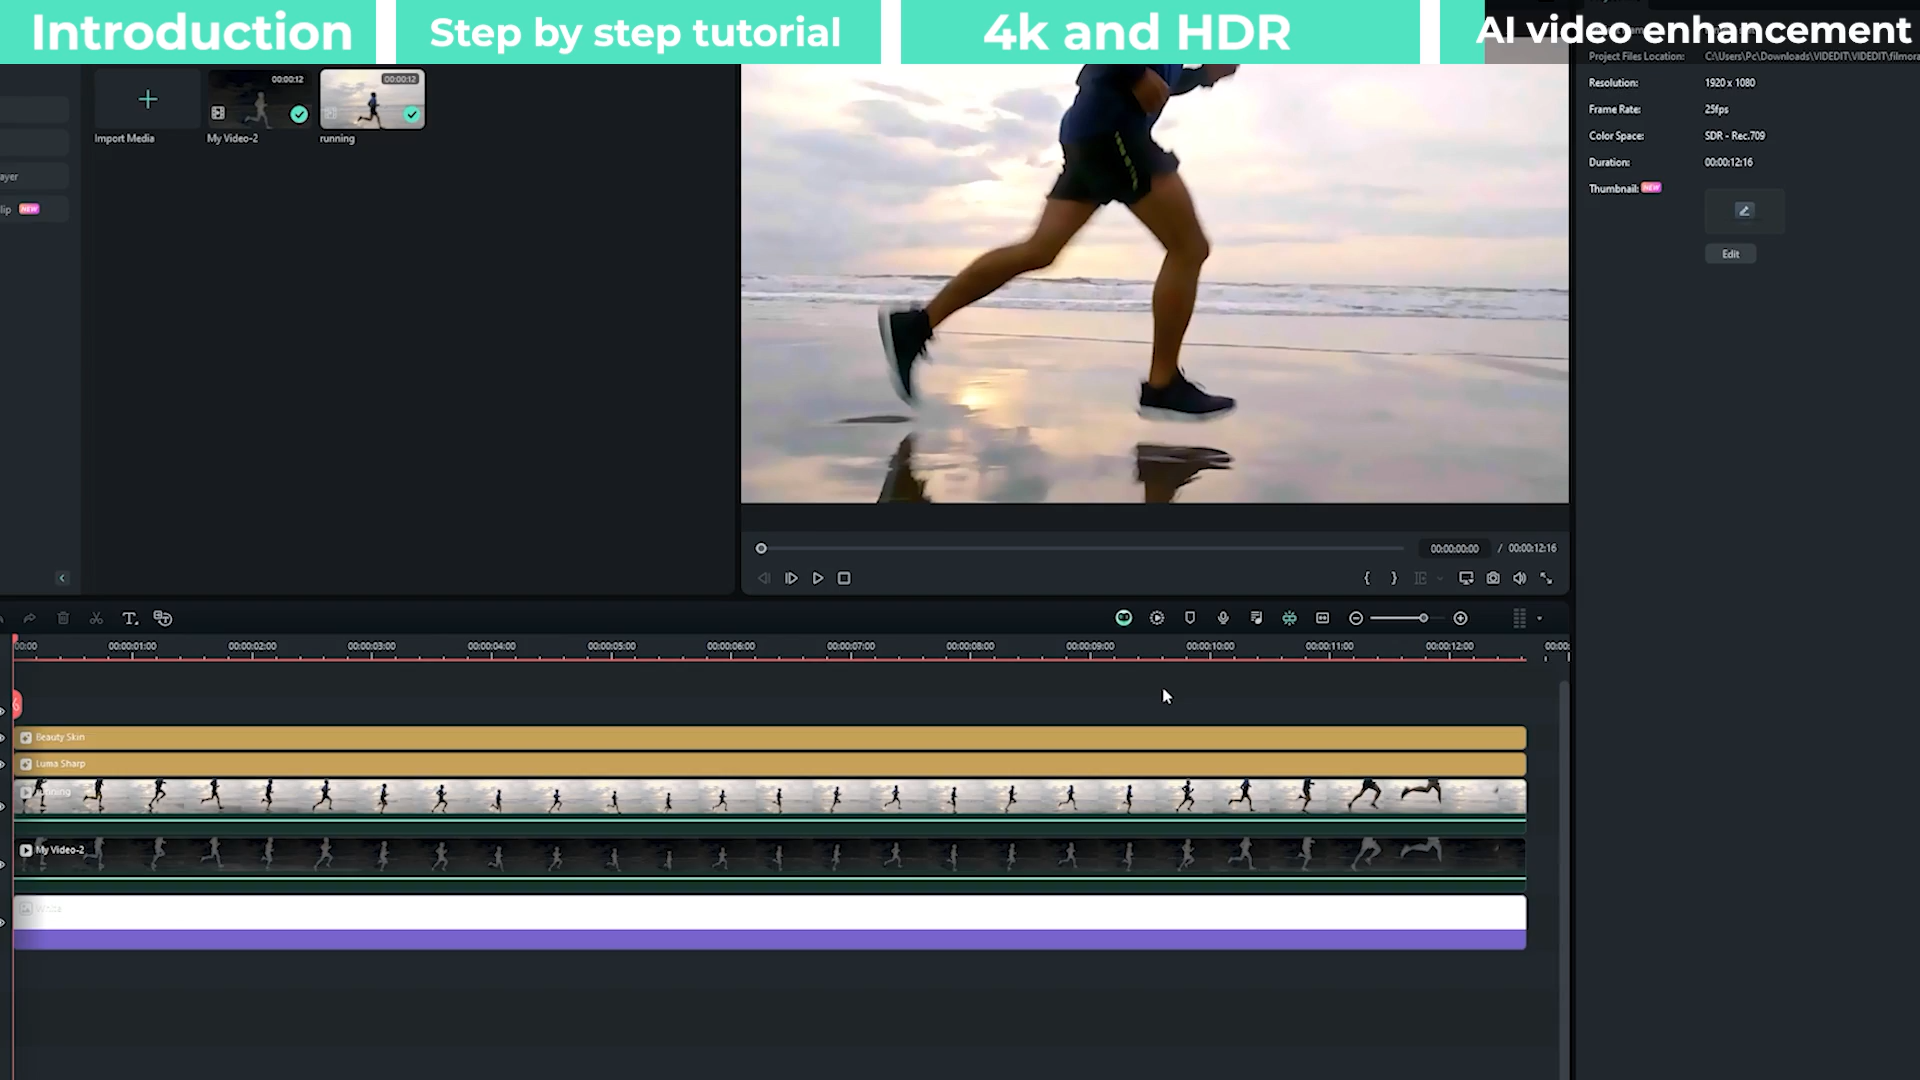 Introduction
Step by step tutorial
4k and HDR
AI video enhancement
Project Files Location: C:\Users\Pc\Downloads\VIDEDIT\VIDEDIT\filmora
Resolution: 1920 x 1080
Frame Rate: 25fps
Color Space: SDR - Rec.709
Duration: 00:00:12:16
Thumbnail: NEW
Edit
00:00:12
00:00:12
Import Media
My Video-2
running
ayer
lip NEW
00:00:00:00 / 00:00:12:16
00:00
00:00:01:00
00:00:02:00
00:00:03:00
00:00:04:00
00:00:05:00
00:00:06:00
00:00:07:00
00:00:08:00
00:00:09:00
00:00:10:00
00:00:11:00
00:00:12:00
00:00:
Beauty Skin
Luma Sharp
running
My Video-2
White